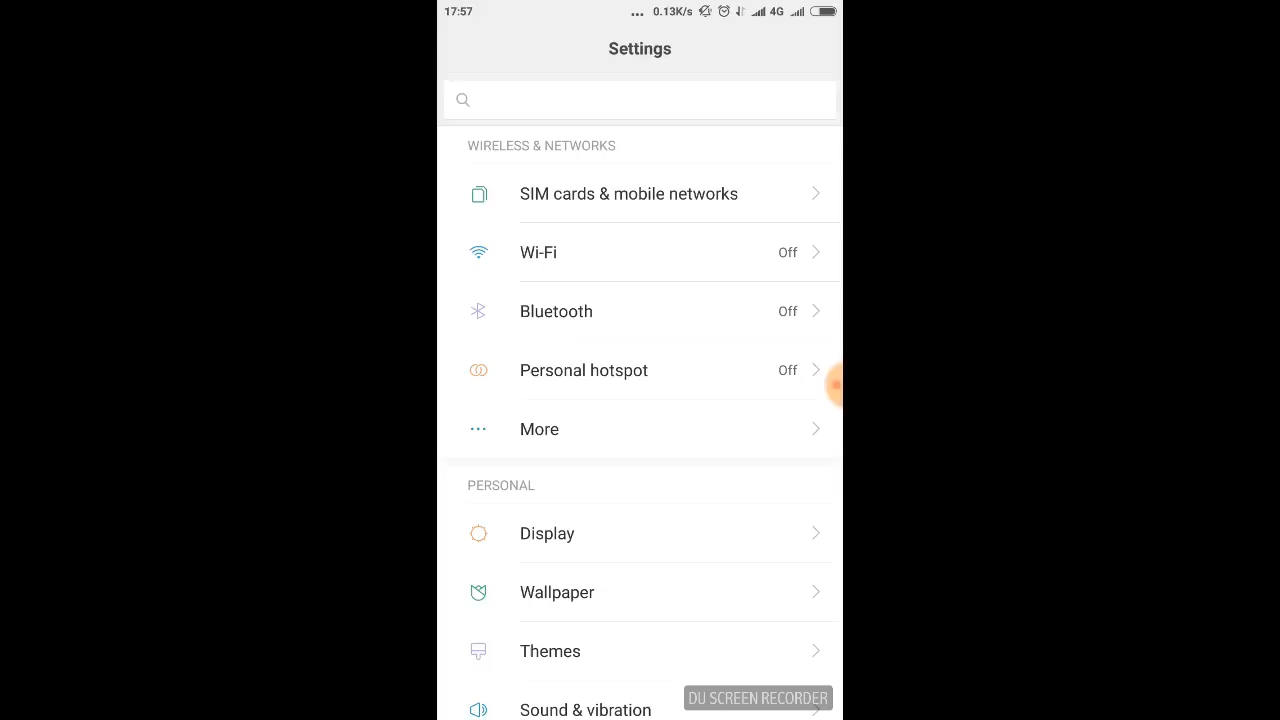 17:57 ... 0.13K/s 4G
Settings
WIRELESS & NETWORKS
SIM cards & mobile networks
Wi-Fi Off
Bluetooth Off
Personal hotspot Off
More
PERSONAL
Display
Wallpaper
Themes
Sound & vibration
DU SCREEN RECORDER